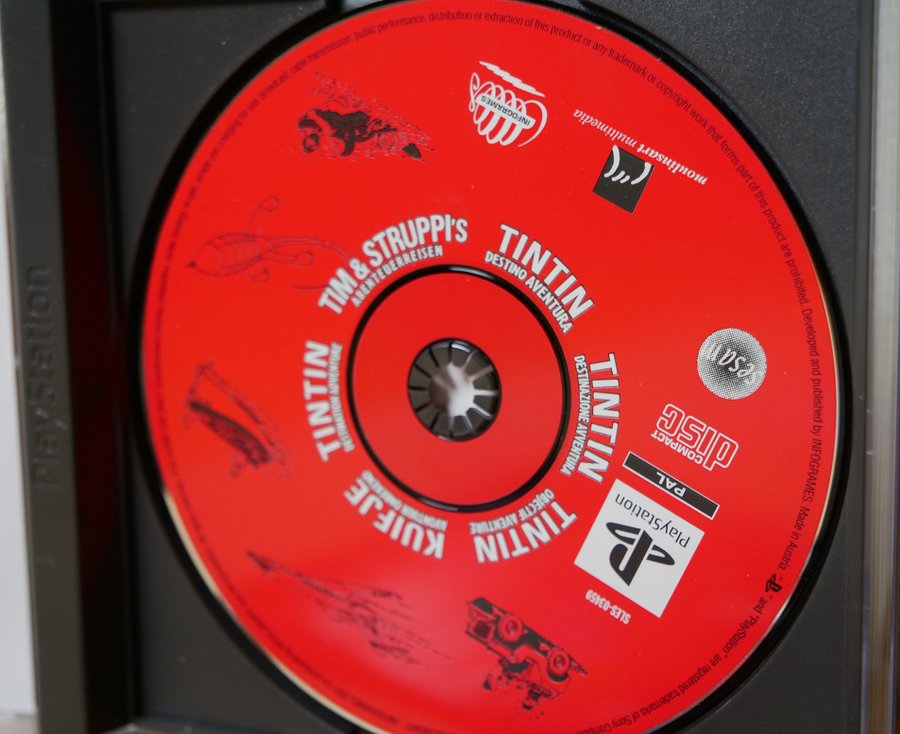 PlayStation
cable transmission, public performance, distribution or extraction of this product or any trademark or copyright work that forms part of this product are prohibited. Developed and published by INFOGRAMES. Made in Austria. " " and "PlayStation" are registered trademarks of Sony
INFOGRAMES
moulinsart multimedia
TIM & STRUPPI'S
ABENTEUERREISEN
TINTIN
DESTINO AVENTURA
TINTIN
DESTINAZIONE AVVENTURA
TINTIN
OBJECTIF AVENTURE
KUIFJE
TINTIN
DESTINATION ADVENTURE
sesam
COMPACT
disc
PAL
PlayStation
SLES-03459